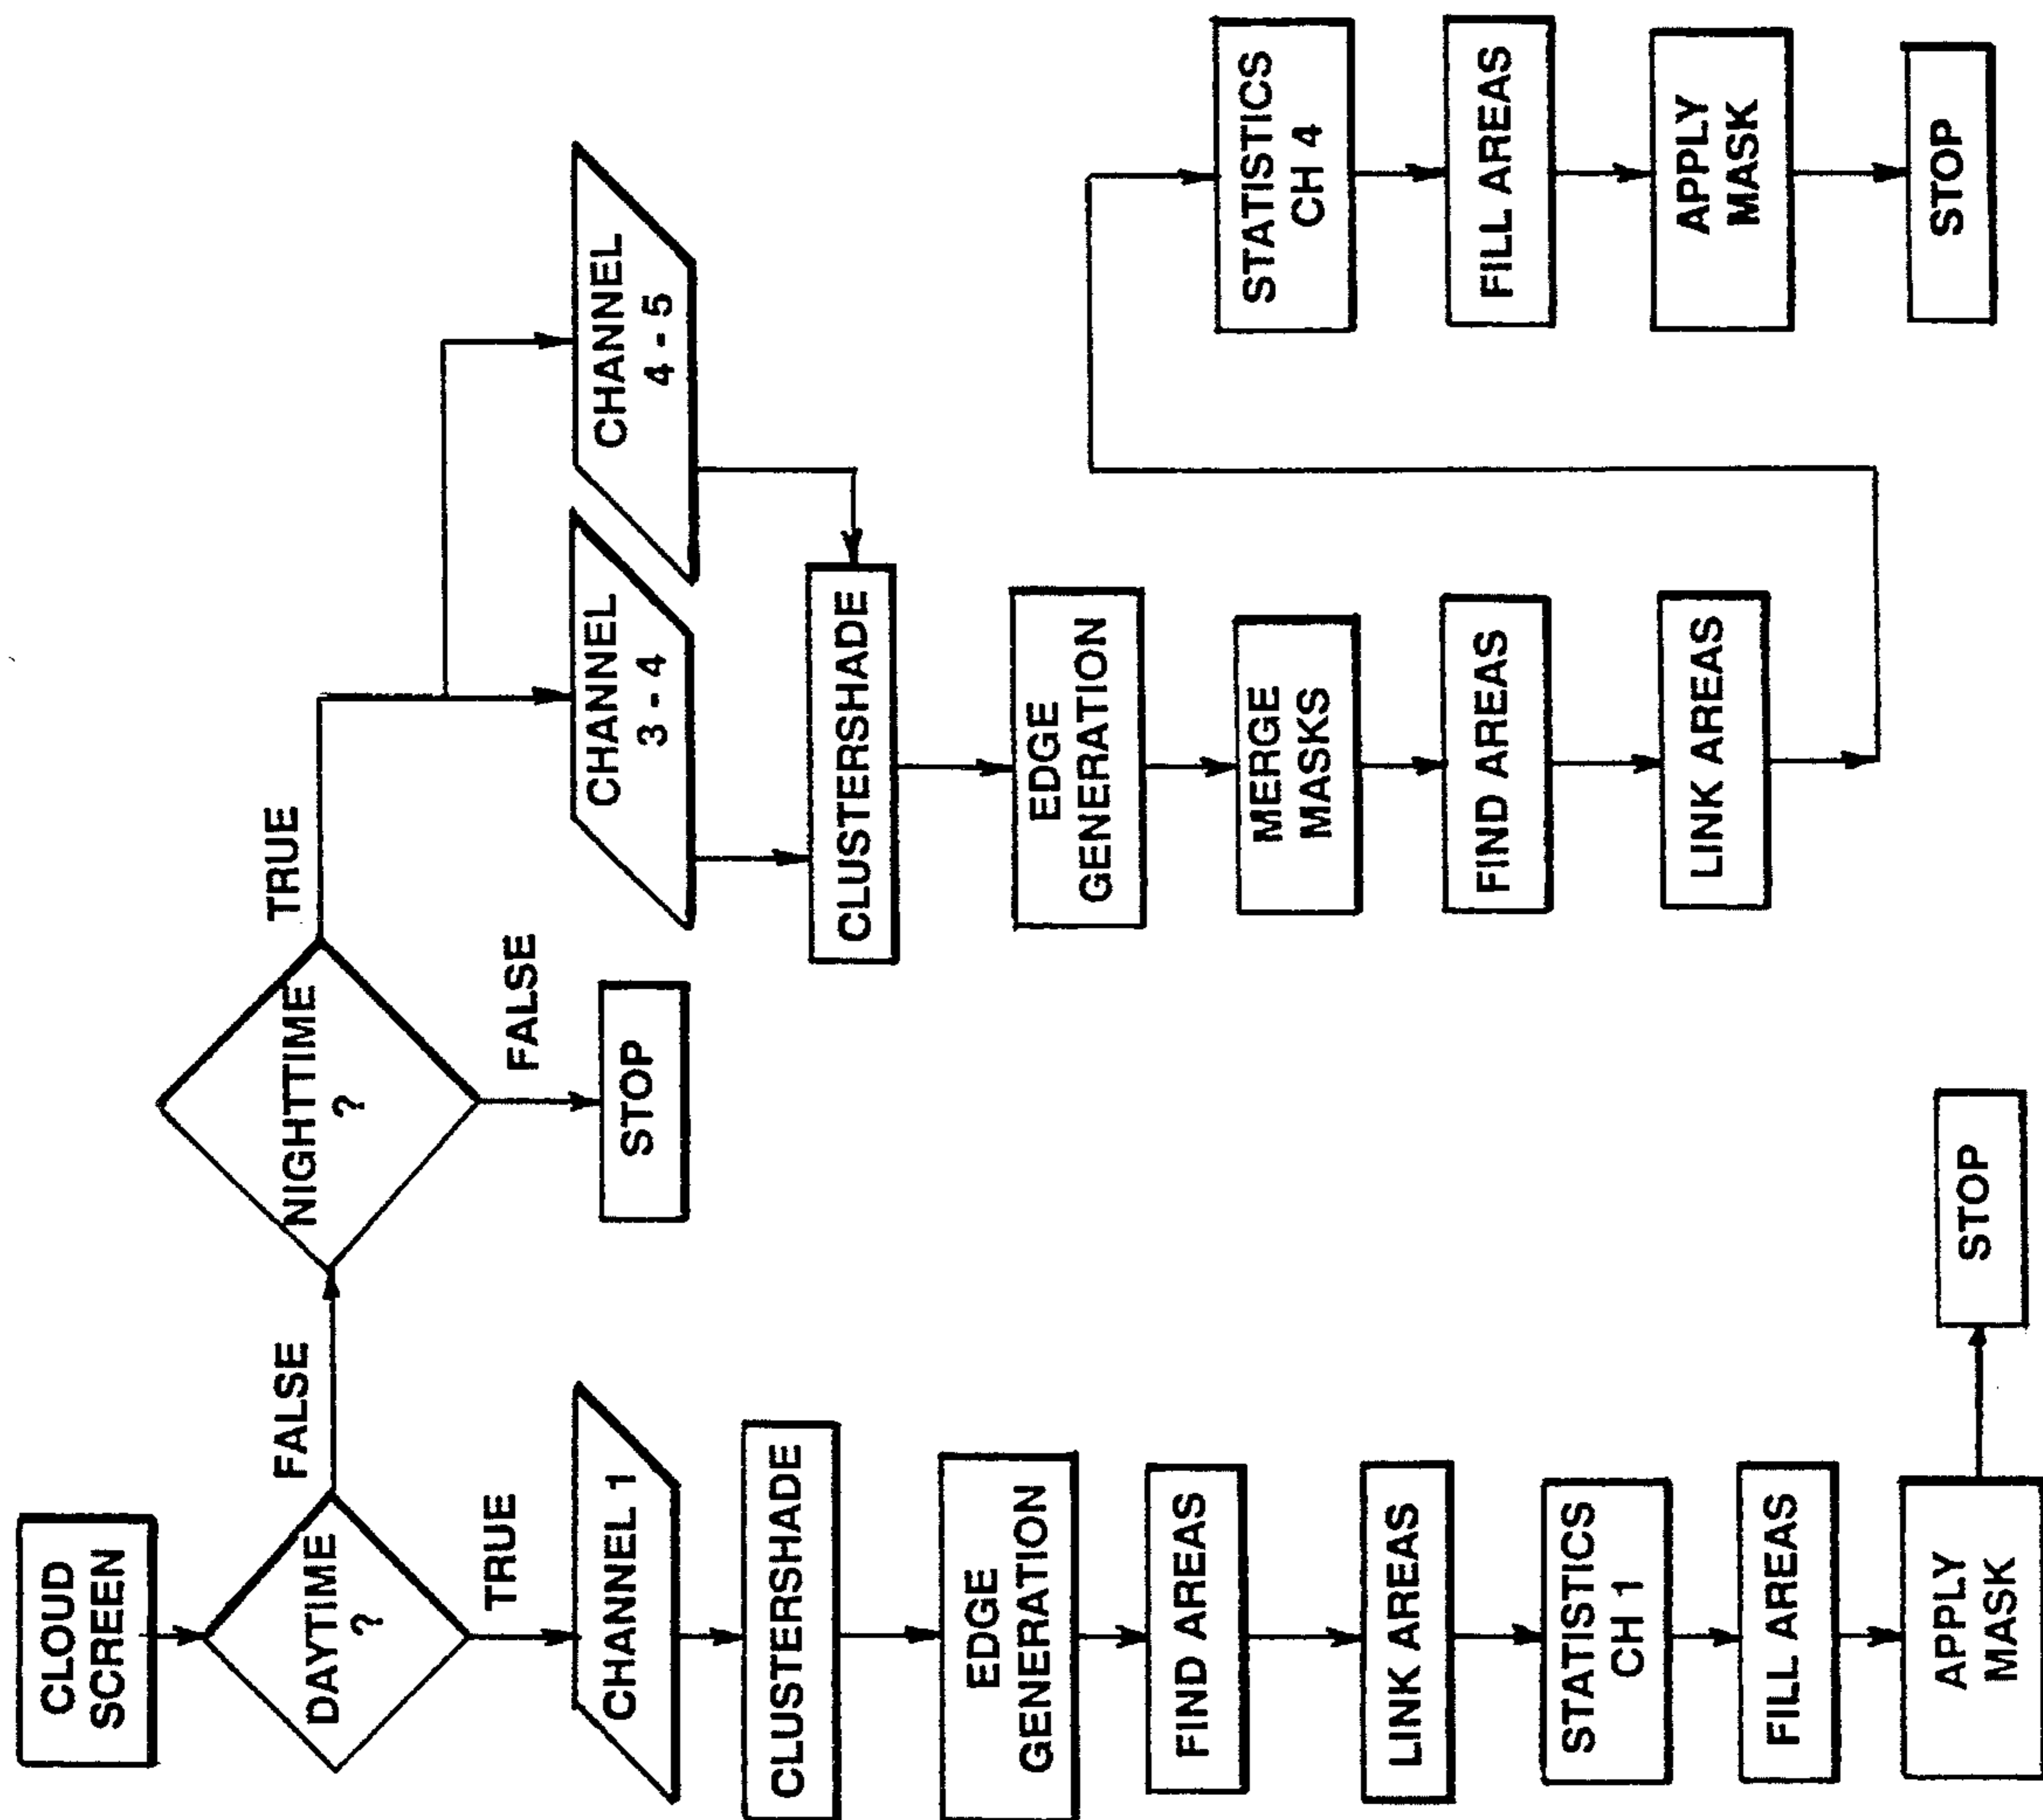 CLOUD
SCREEN
DAYTIME
?
FALSE
TRUE
CHANNEL 1
CLUSTERSHADE
EDGE
GENERATION
FIND AREAS
LINK AREAS
STATISTICS
CH 1
FILL AREAS
APPLY
MASK
STOP
NIGHTTIME
?
FALSE
STOP
TRUE
CHANNEL
3 - 4
CHANNEL
4 - 5
CLUSTERSHADE
EDGE
GENERATION
MERGE
MASKS
FIND AREAS
LINK AREAS
STATISTICS
CH 4
FILL AREAS
APPLY
MASK
STOP